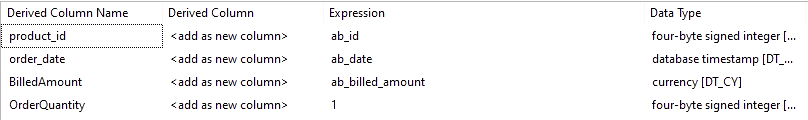 Derived Column Name Derived Column Expression Data Type
product_id <add as new column> ab_id four-byte signed integer [...
order_date <add as new column> ab_date database timestamp [DT_...
BilledAmount <add as new column> ab_billed_amount currency [DT_CY]
OrderQuantity <add as new column> 1 four-byte signed integer [...